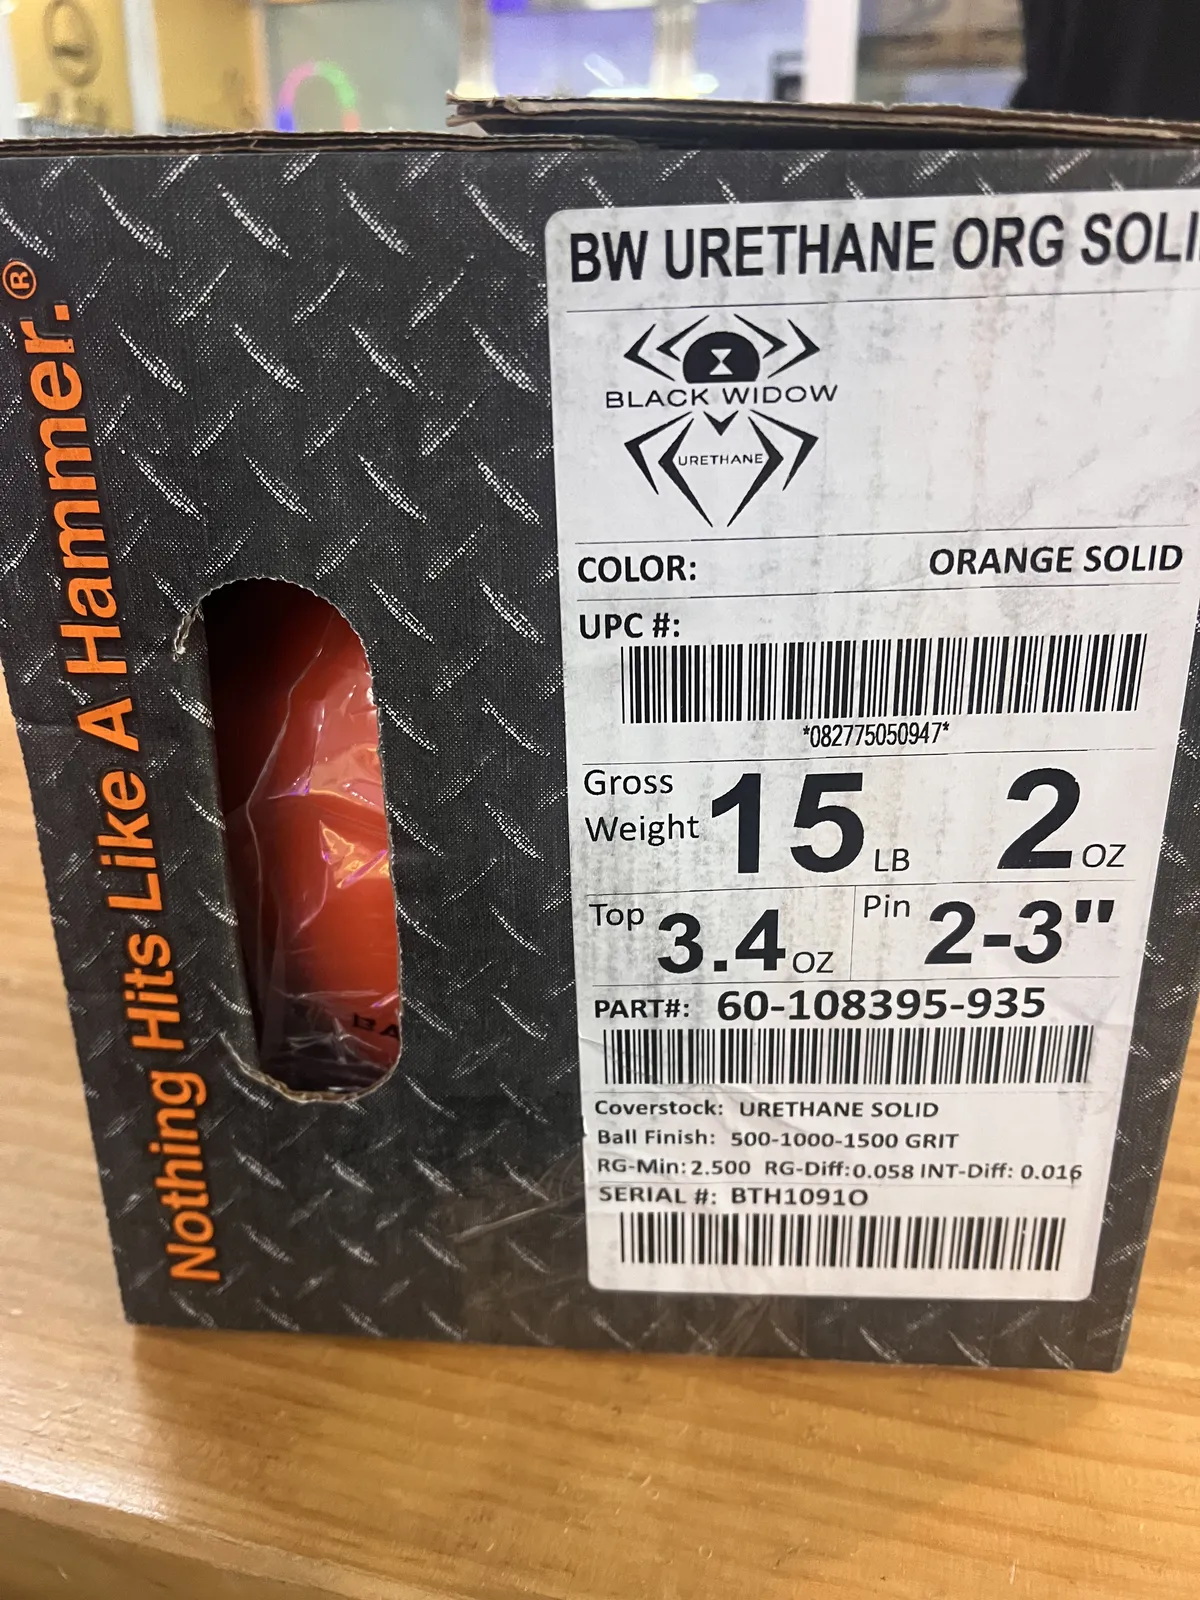 Nothing Hits Like A Hammer.®
BW URETHANE ORG SOLI
BLACK WIDOW
URETHANE
COLOR: ORANGE SOLID
UPC #:
*082775050947*
Gross Weight 15 LB 2 OZ
Top 3.4 OZ Pin 2-3"
PART#: 60-108395-935
Coverstock: URETHANE SOLID
Ball Finish: 500-1000-1500 GRIT
RG-Min: 2.500 RG-Diff: 0.058 INT-Diff: 0.016
SERIAL #: BTH1091O